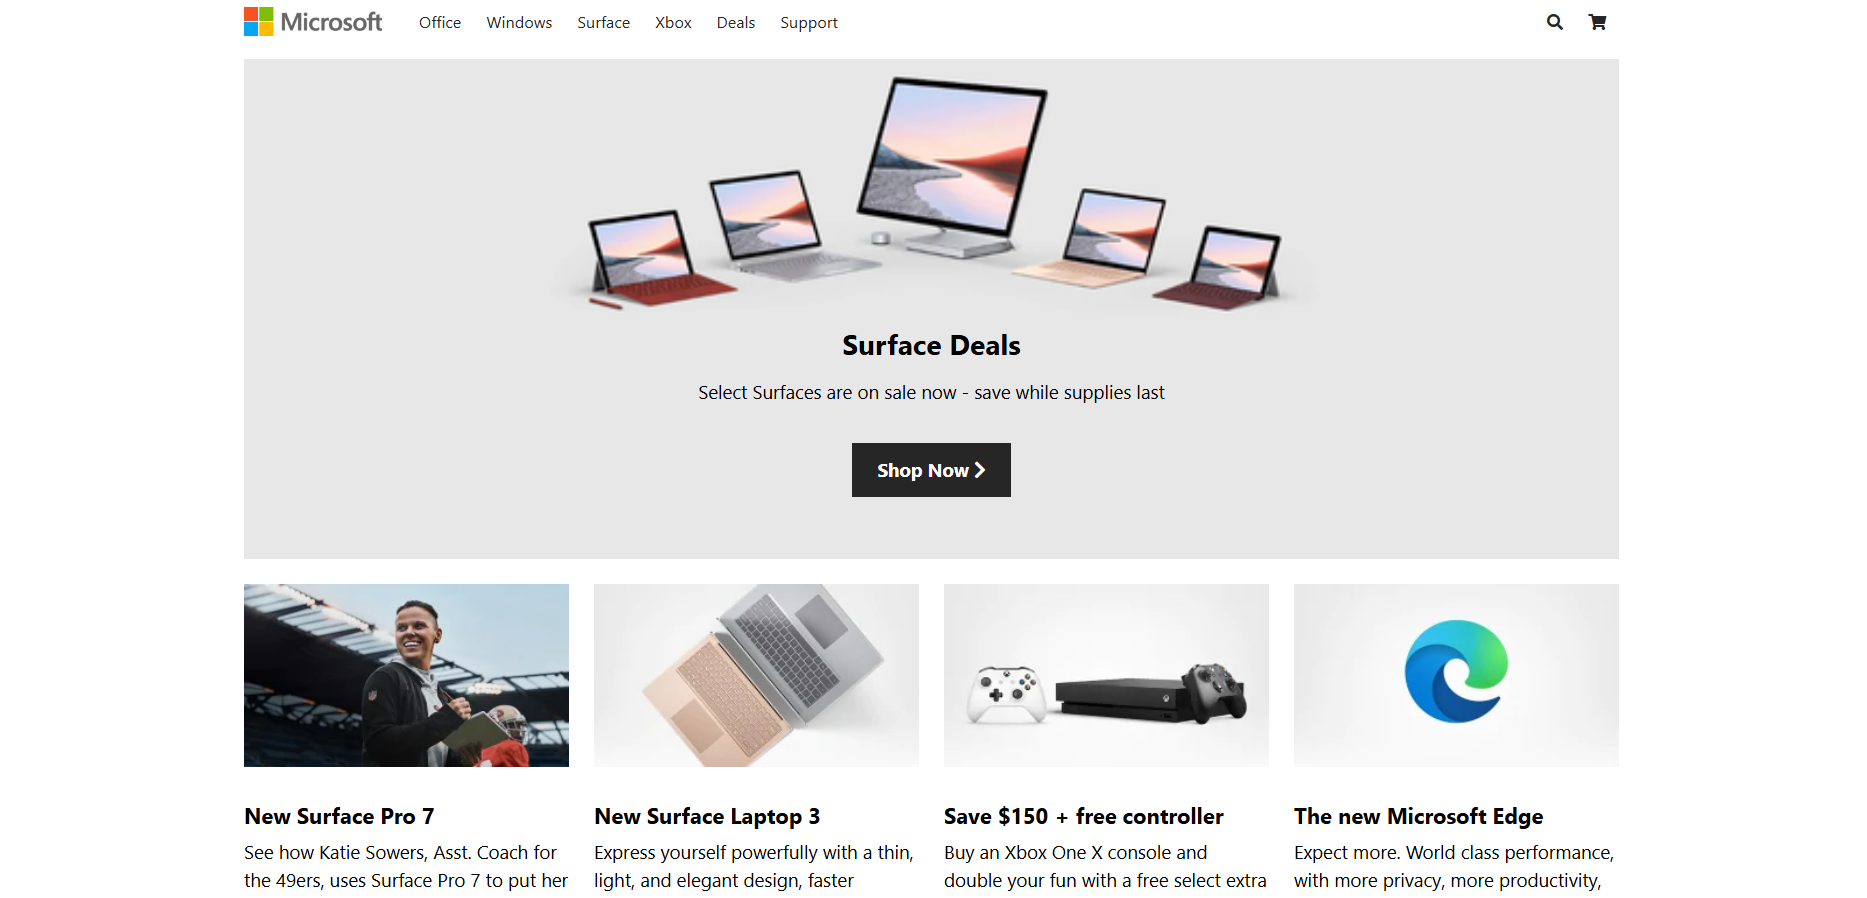 Microsoft Office Windows Surface Xbox Deals Support
Surface Deals
Select Surfaces are on sale now - save while supplies last
Shop Now
New Surface Pro 7
See how Katie Sowers, Asst. Coach for
the 49ers, uses Surface Pro 7 to put her
New Surface Laptop 3
Express yourself powerfully with a thin,
light, and elegant design, faster
Save $150 + free controller
Buy an Xbox One X console and
double your fun with a free select extra
The new Microsoft Edge
Expect more. World class performance,
with more privacy, more productivity,